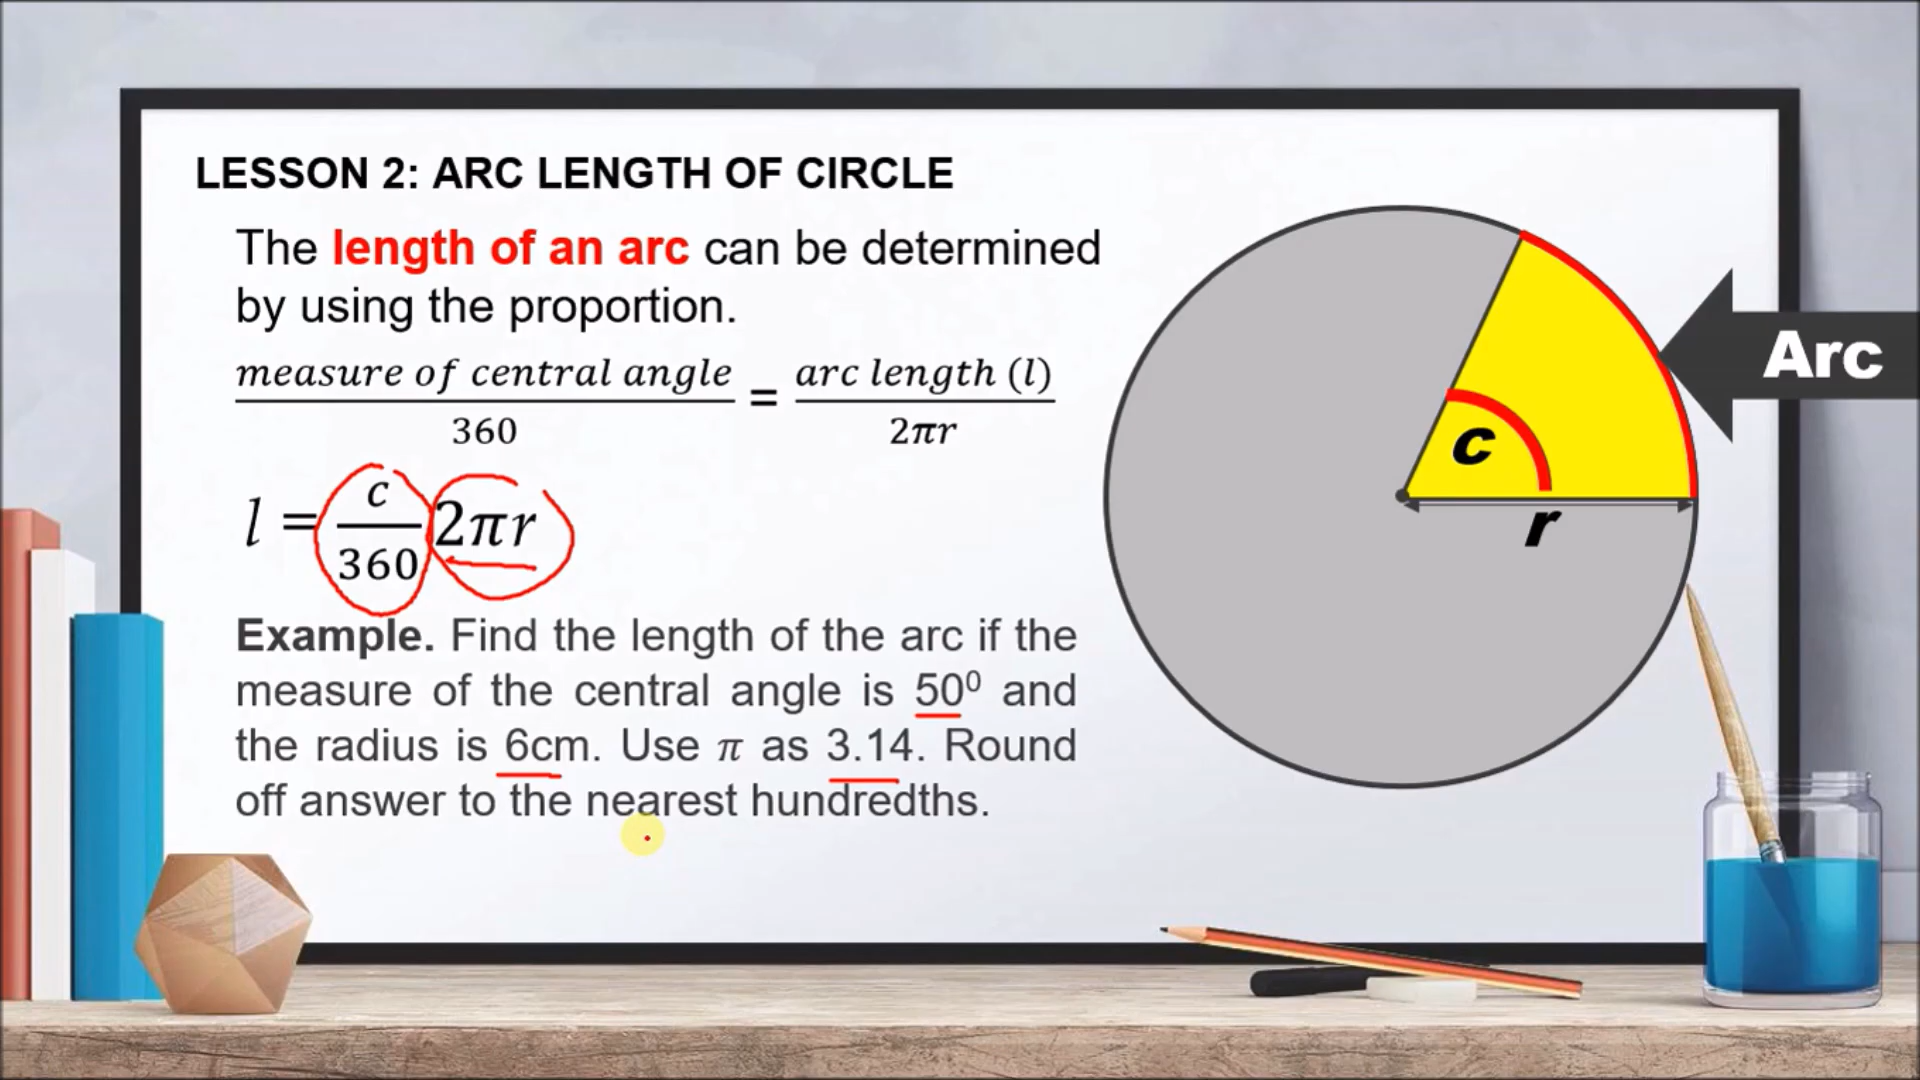 LESSON 2: ARC LENGTH OF CIRCLE
The length of an arc can be determined
by using the proportion.
measure of central angle / 360 = arc length (l) / 2πr
l = c/360 2πr
Example. Find the length of the arc if the
measure of the central angle is 50⁰ and
the radius is 6cm. Use π as 3.14. Round
off answer to the nearest hundredths.
Arc
c
r